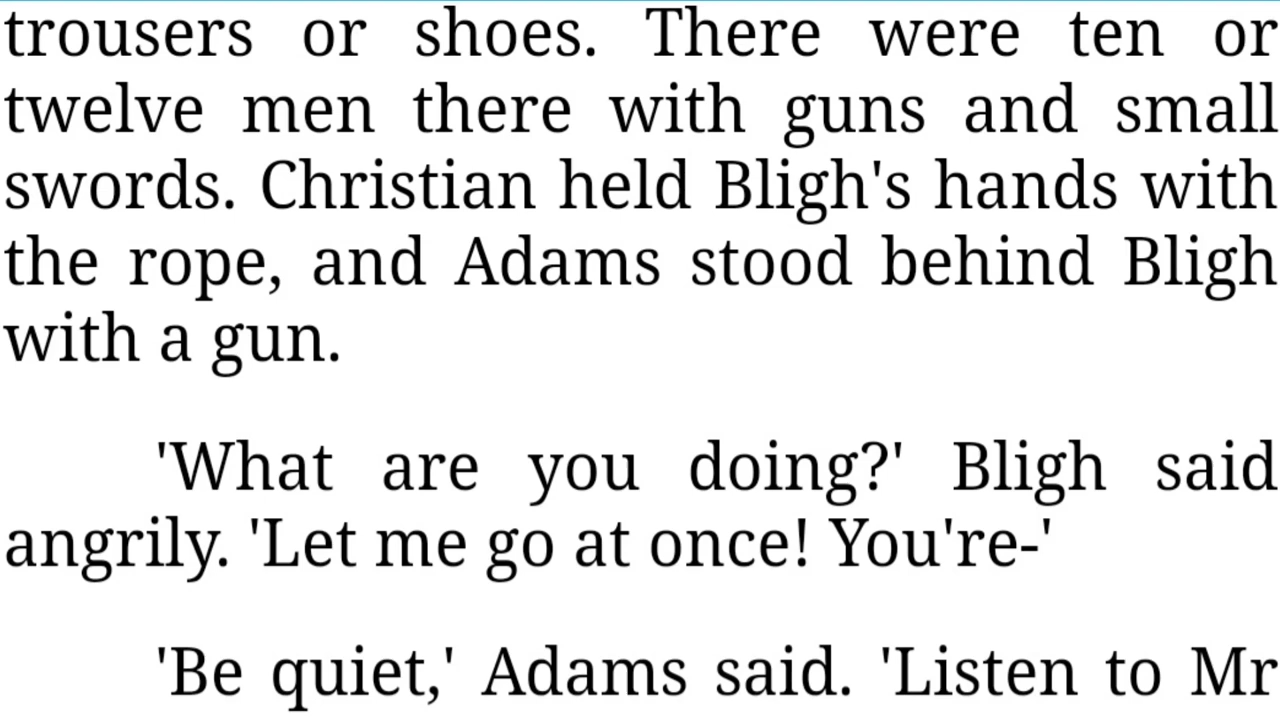 trousers or shoes. There were ten or
twelve men there with guns and small
swords. Christian held Bligh's hands with
the rope, and Adams stood behind Bligh
with a gun.
'What are you doing?' Bligh said
angrily. 'Let me go at once! You're-'
'Be quiet,' Adams said. 'Listen to Mr